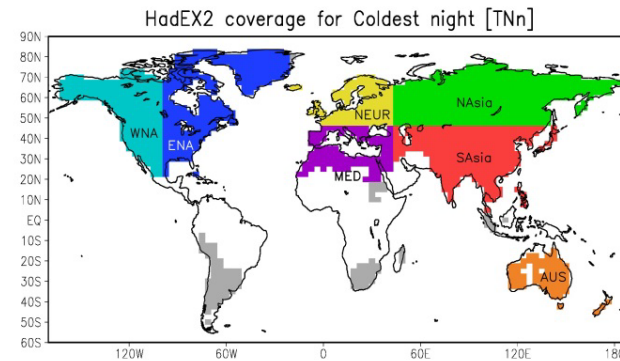 HadEX2 coverage for Coldest night [TNn]
90N
80N
70N
60N
50N
40N
30N
20N
10N
EQ
10S
20S
30S
40S
50S
60S
WNA
ENA
NEUR
MED
NAsia
SAsia
AUS
120W
60W
0
60E
120E